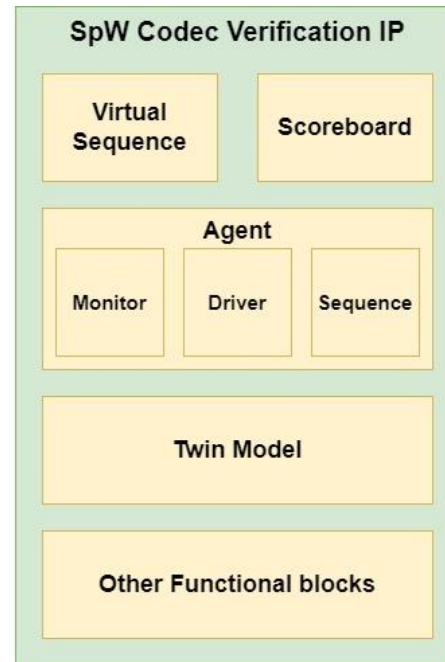 SpW Codec Verification IP
Virtual
Sequence
Scoreboard
Agent
Monitor
Driver
Sequence
Twin Model
Other Functional blocks